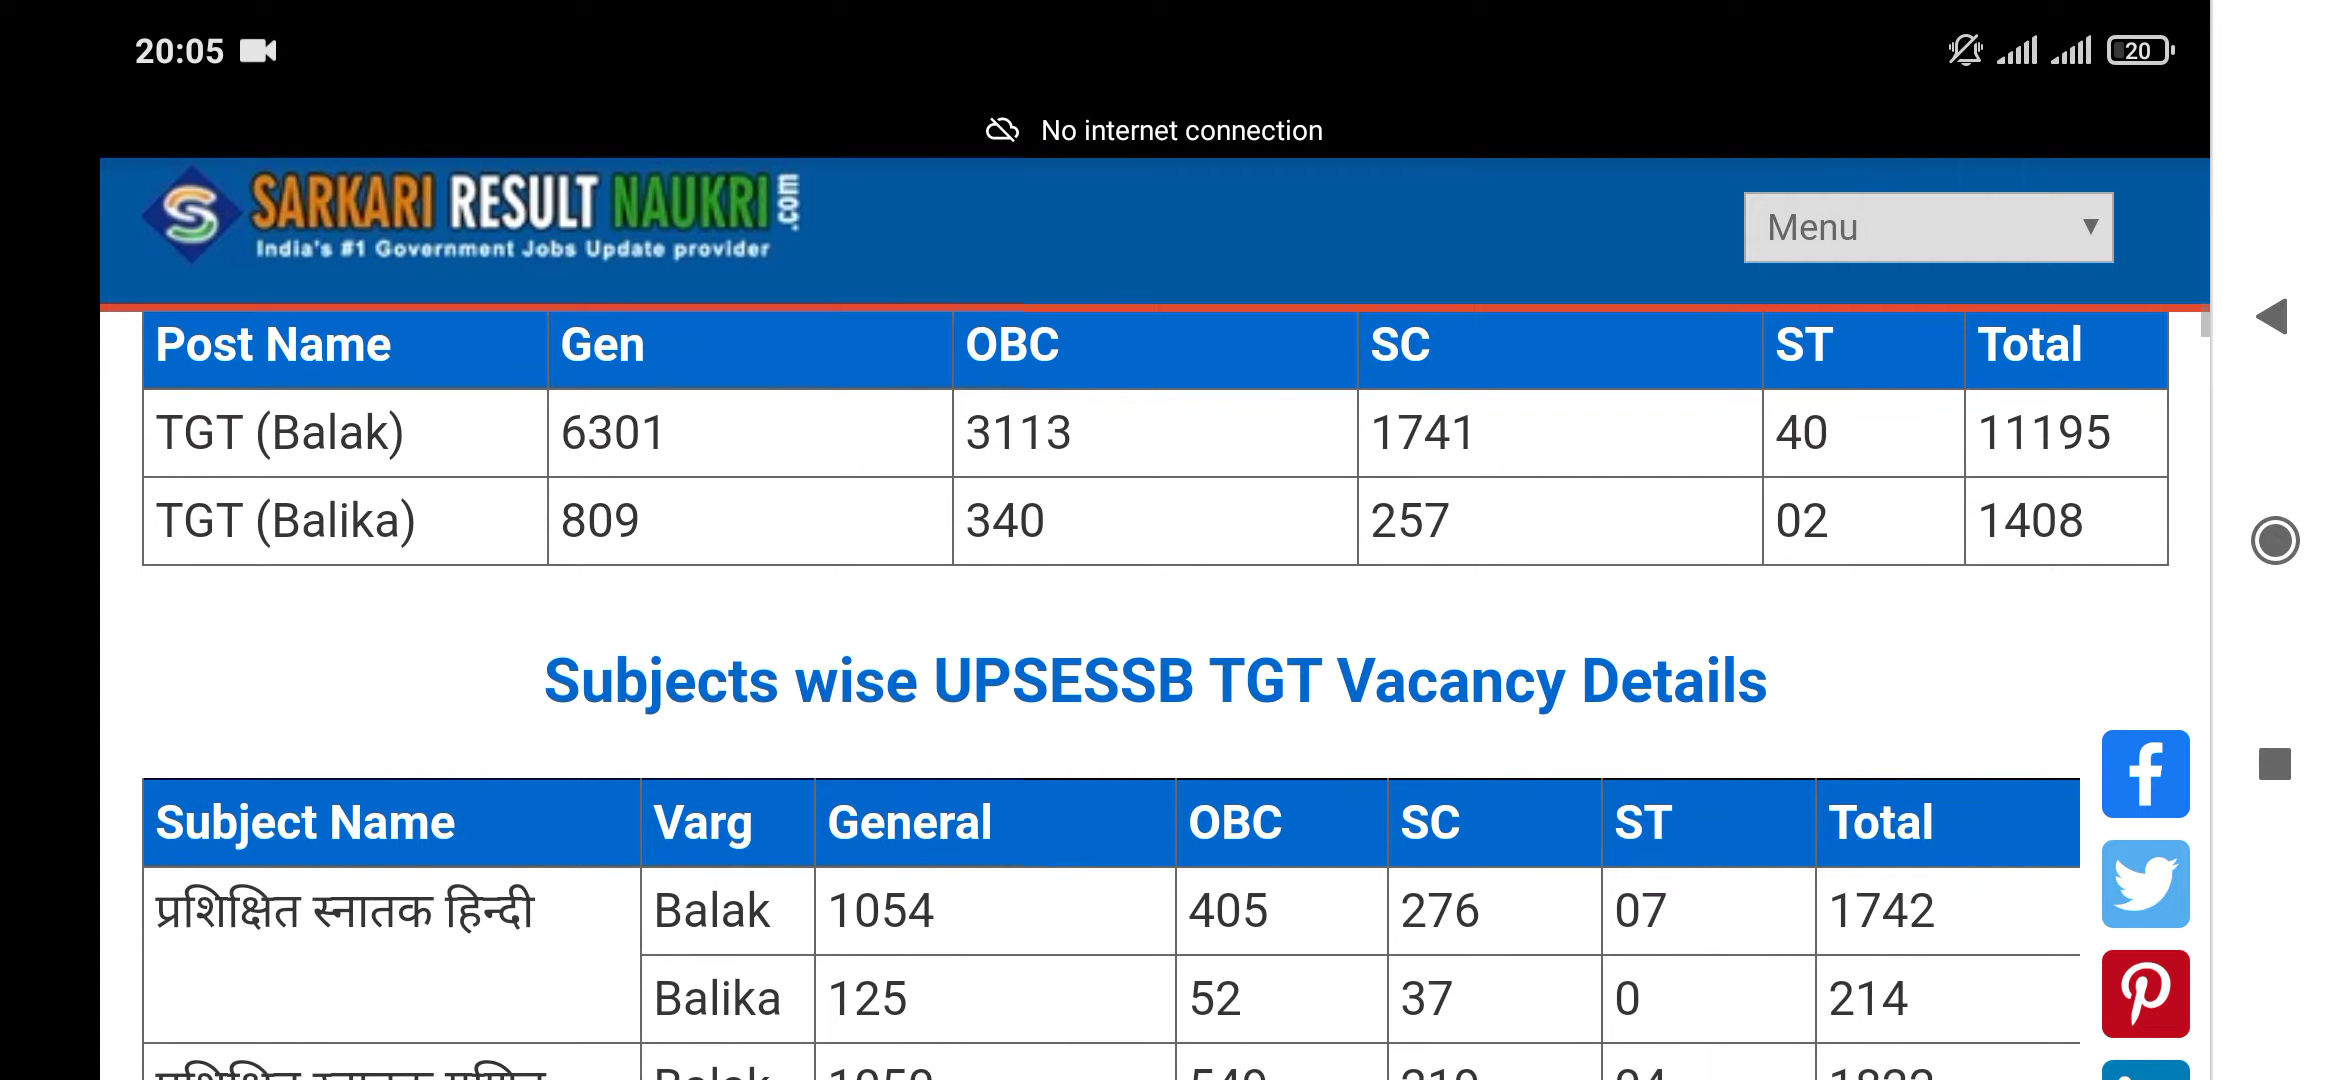 20:05
20
No internet connection
SARKARI RESULT NAUKRI .com
India's #1 Government Jobs Update provider
Menu
Post Name Gen OBC SC ST Total
TGT (Balak) 6301 3113 1741 40 11195
TGT (Balika) 809 340 257 02 1408
Subjects wise UPSESSB TGT Vacancy Details
Subject Name Varg General OBC SC ST Total
प्रशिक्षित स्नातक हिन्दी Balak 1054 405 276 07 1742
Balika 125 52 37 0 214